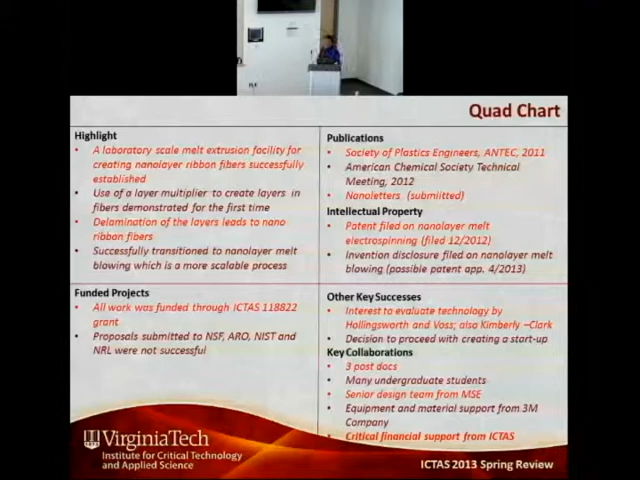 Quad Chart
Highlight
• A laboratory scale melt extrusion facility for
creating nanolayer ribbon fibers successfully
established
• Use of a layer multiplier to create layers in
fibers demonstrated for the first time
• Delamination of the layers leads to nano
ribbon fibers
• Successfully transitioned to nanolayer melt
blowing which is a more scalable process
Publications
• Society of Plastics Engineers, ANTEC, 2011
• American Chemical Society Technical
Meeting, 2012
• Nanoletters (submiitted)
Intellectual Property
• Patent filed on nanolayer melt
electrospinning (filed 12/2012)
• Invention disclosure filed on nanolayer melt
blowing (possible patent app. 4/2013)
Funded Projects
• All work was funded through ICTAS 118822
grant
• Proposals submitted to NSF, ARO, NIST and
NRL were not successful
Other Key Successes
• Interest to evaluate technology by
Hollingsworth and Voss; also Kimberly –Clark
• Decision to proceed with creating a start-up
Key Collaborations
• 3 post docs
• Many undergraduate students
• Senior design team from MSE
• Equipment and material support from 3M
Company
• Critical financial support from ICTAS
VirginiaTech
Institute for Critical Technology
and Applied Science
ICTAS 2013 Spring Review